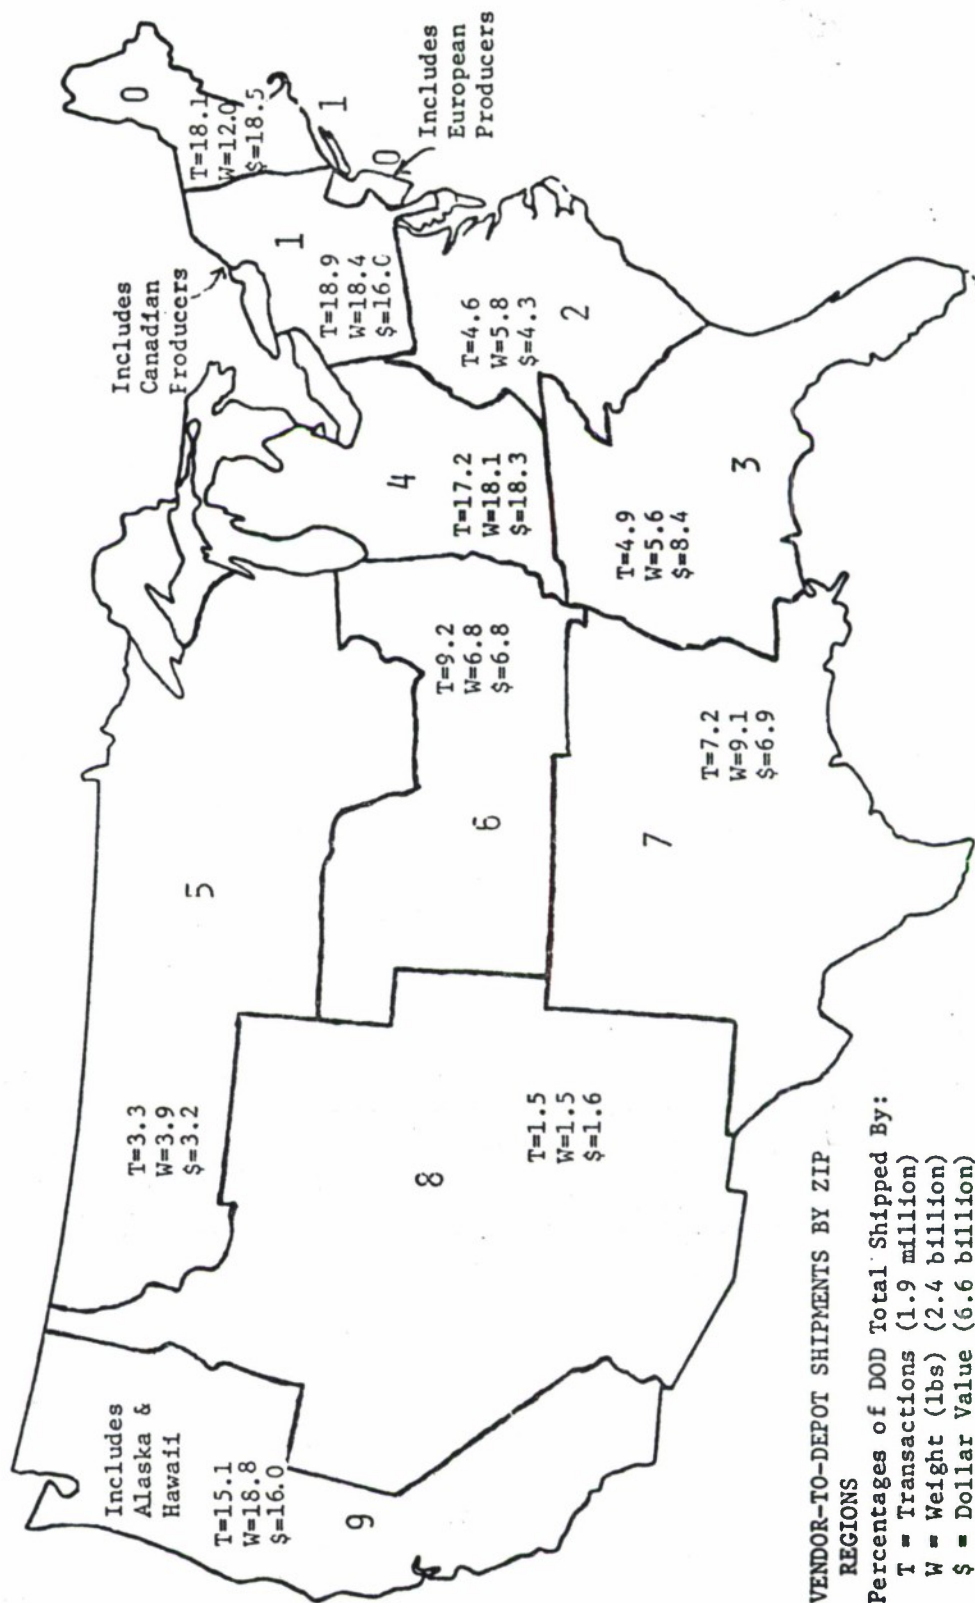 0
T=18.1
W=12.0
$=18.5
1
0
Includes
European
Producers
Includes
Canadian
Producers
1
T=18.9
W=18.4
$=16.0
T=4.6
W=5.8
$=4.3
2
4
T=17.2
W=18.1
$=18.3
3
T=4.9
W=5.6
$=8.4
5
T=3.3
W=3.9
$=3.2
T=9.2
W=6.8
$=6.8
6
7
T=7.2
W=9.1
$=6.9
8
T=1.5
W=1.5
$=1.6
Includes
Alaska &
Hawaii
T=15.1
W=18.8
$=16.0
9
VENDOR-TO-DEPOT SHIPMENTS BY ZIP
REGIONS
Percentages of DOD Total Shipped By:
T = Transactions (1.9 million)
W = Weight (lbs) (2.4 billion)
$ = Dollar Value (6.6 billion)